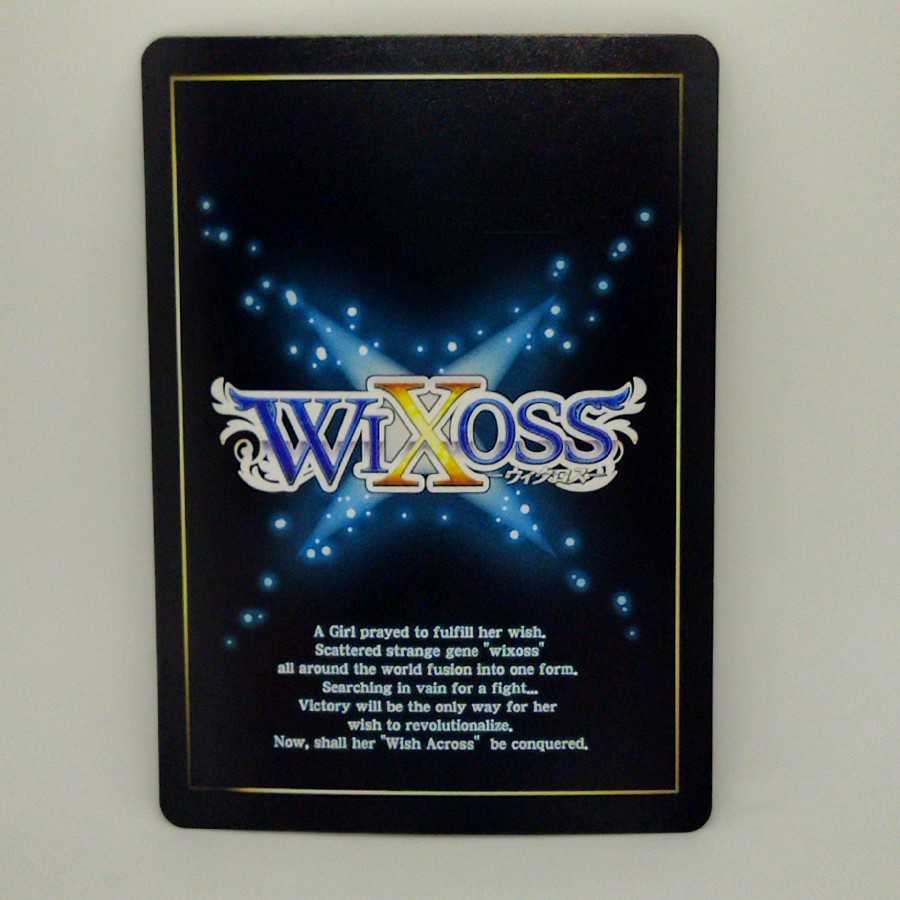 WIXOSS
ーウィクロスー
A Girl prayed to fulfill her wish.
Scattered strange gene "wixoss"
all around the world fusion into one form.
Searching in vain for a fight...
Victory will be the only way for her
wish to revolutionalize.
Now, shall her "Wish Across" be conquered.